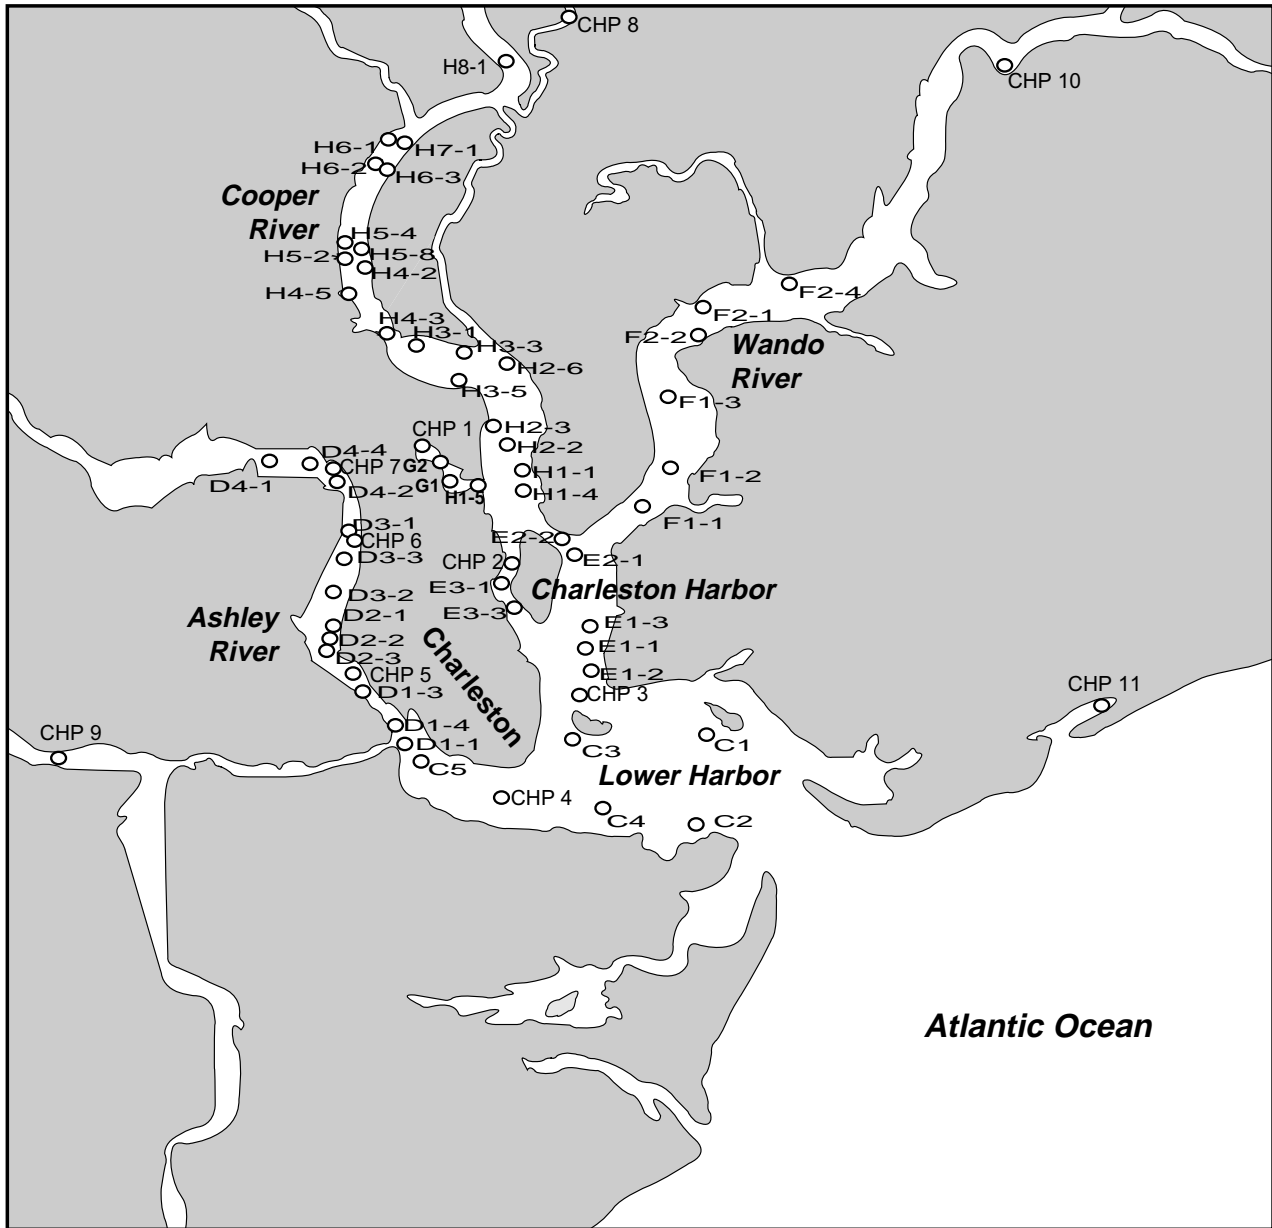 CHP 8
H8-1
CHP 10
H6-1
H7-1
H6-2
H6-3
Cooper
River
H5-4
H5-2
H5-8
H4-2
H4-5
F2-4
F2-1
H4-3
H3-1
F2-2
H3-3
Wando
River
H2-6
H3-5
F1-3
CHP 1
H2-3
H2-2
D4-4
CHP 7
G2
H1-1
F1-2
D4-1
D4-2
G1
H1-5
H1-4
F1-1
D3-1
CHP 6
E2-2
D3-3
CHP 2
E2-1
E3-1
Charleston Harbor
D3-2
E3-3
Ashley
River
D2-1
E1-3
D2-2
E1-1
D2-3
Charleston
CHP 5
E1-2
D1-3
CHP 3
CHP 11
D1-4
CHP 9
D1-1
C3
C1
C5
Lower Harbor
CHP 4
C4
C2
Atlantic Ocean